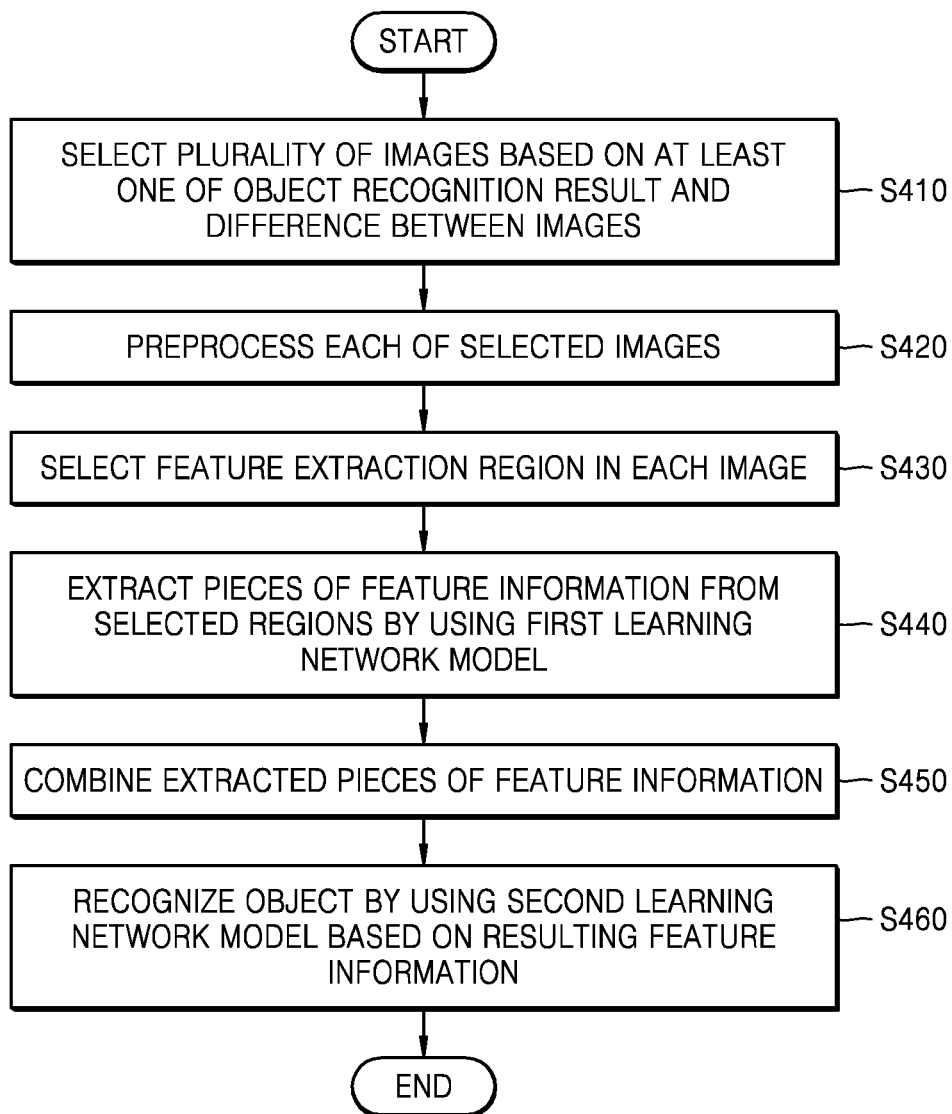 START
SELECT PLURALITY OF IMAGES BASED ON AT LEAST
ONE OF OBJECT RECOGNITION RESULT AND
DIFFERENCE BETWEEN IMAGES
S410
PREPROCESS EACH OF SELECTED IMAGES
S420
SELECT FEATURE EXTRACTION REGION IN EACH IMAGE
S430
EXTRACT PIECES OF FEATURE INFORMATION FROM
SELECTED REGIONS BY USING FIRST LEARNING
NETWORK MODEL
S440
COMBINE EXTRACTED PIECES OF FEATURE INFORMATION
S450
RECOGNIZE OBJECT BY USING SECOND LEARNING
NETWORK MODEL BASED ON RESULTING FEATURE
INFORMATION
S460
END